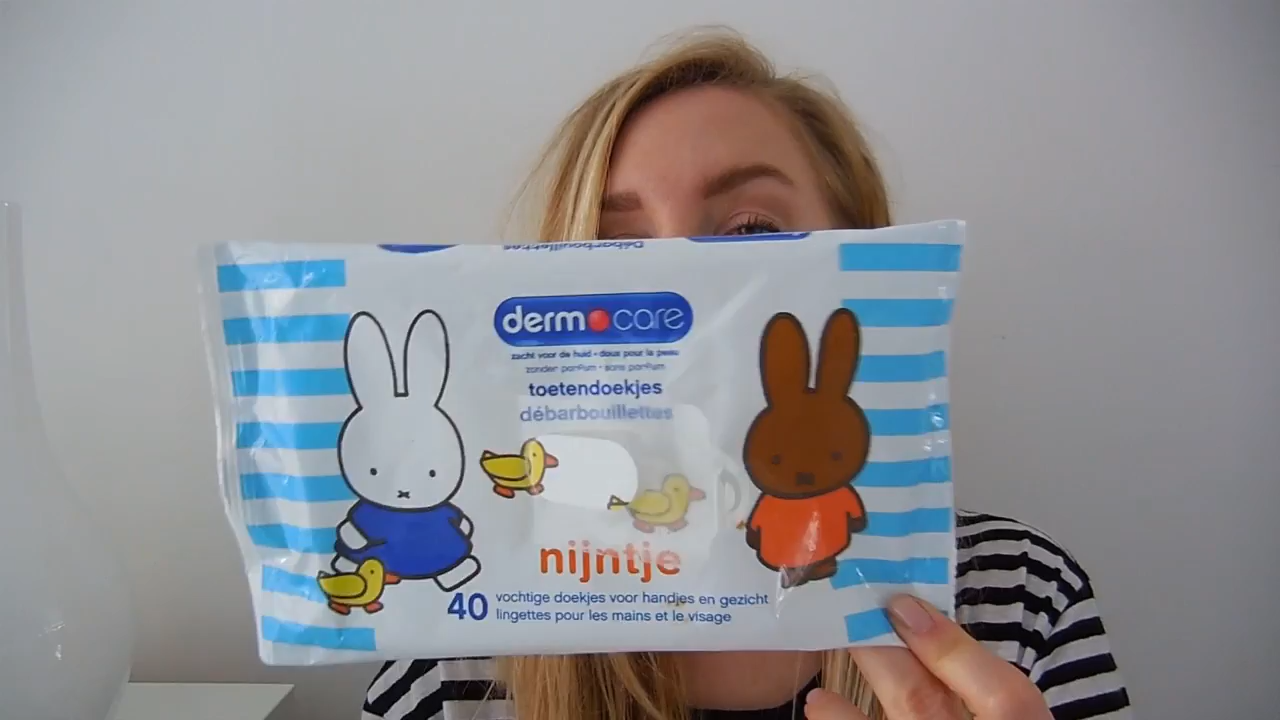 Débarbouillettes
dermocare
zacht voor de huid • doux pour la peau
zonder parfum • sans parfum
toetendoekjes
débarbouillettes
nijntje
40 vochtige doekjes voor handjes en gezicht
lingettes pour les mains et le visage